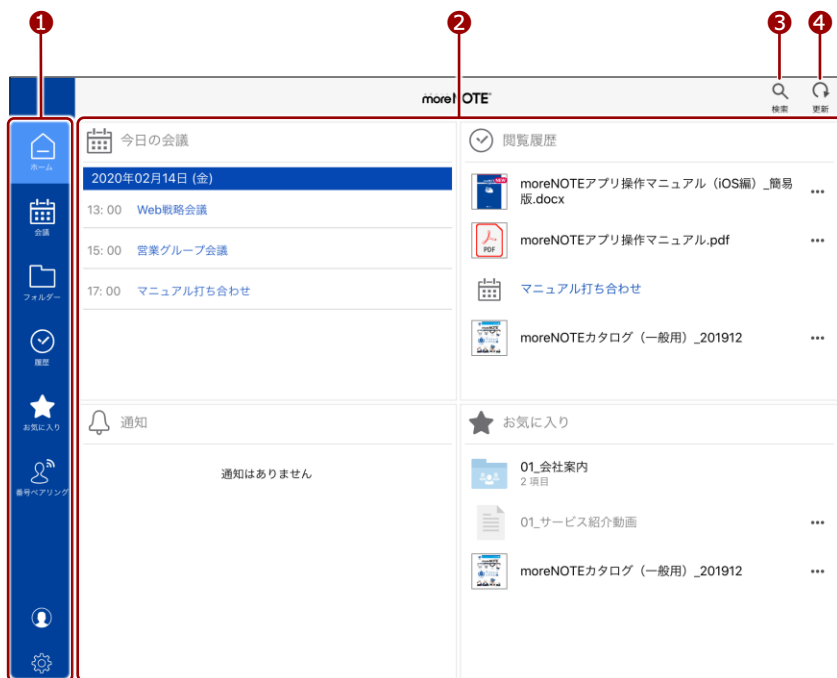 1
2
3
4
moreNOTE
検索
更新
ホーム
会議
フォルダー
履歴
お気に入り
番号ペアリング
今日の会議
2020年02月14日 (金)
13: 00 Web戦略会議
15: 00 営業グループ会議
17: 00 マニュアル打ち合わせ
閲覧履歴
moreNOTEアプリ操作マニュアル（iOS編）_簡易
版.docx
PDF
moreNOTEアプリ操作マニュアル.pdf
マニュアル打ち合わせ
moreNOTEカタログ（一般用）_201912
通知
通知はありません
お気に入り
01_会社案内
2 項目
01_サービス紹介動画
moreNOTEカタログ（一般用）_201912